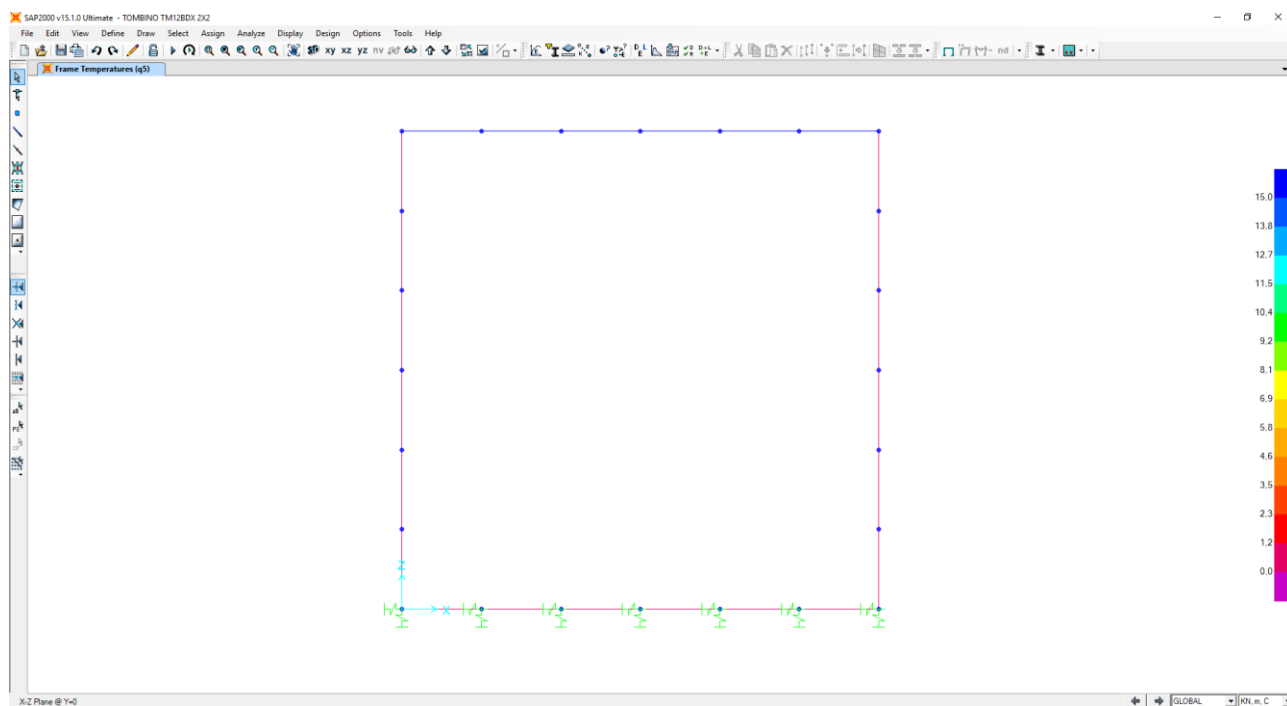 SAP2000 v15.1.0 Ultimate - TOMBINO TM12BDX 2X2
File Edit View Define Draw Select Assign Analyze Display Design Options Tools Help
xy xz yz nv nd
Frame Temperatures (q5)
15.0
13.8
12.7
11.5
10.4
9.2
8.1
6.9
5.8
4.6
3.5
2.3
1.2
0.0
Z
X
X-Z Plane @ Y=0
GLOBAL KN, m, C